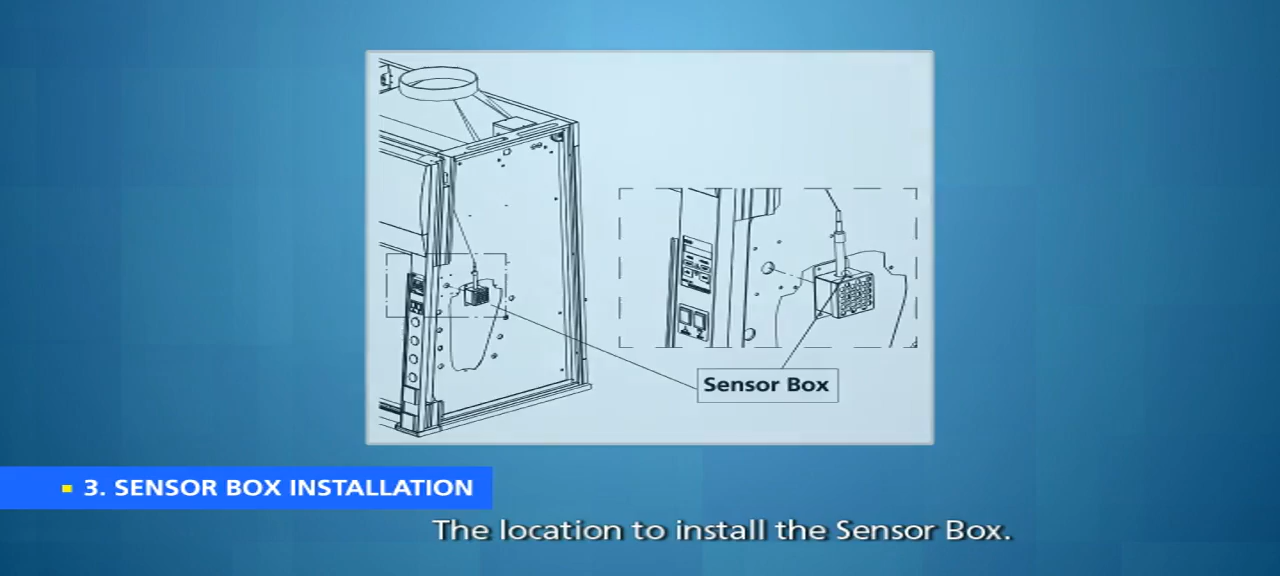 Sensor Box
3. SENSOR BOX INSTALLATION
The location to install the Sensor Box.